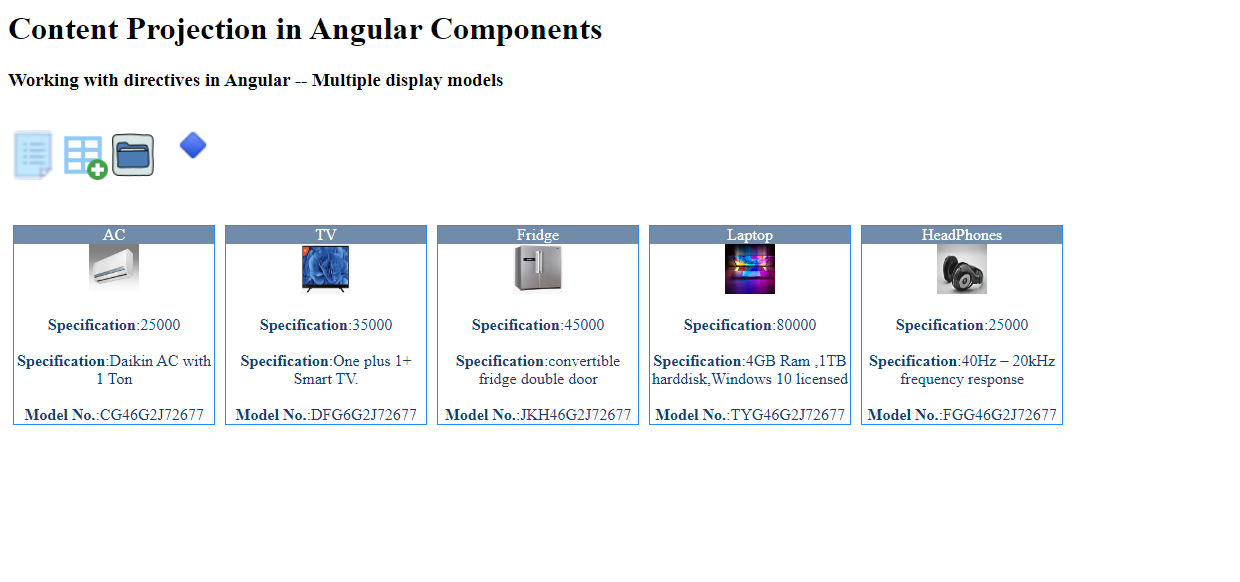 Content Projection in Angular Components
Working with directives in Angular -- Multiple display models
AC
Specification:25000
Specification:Daikin AC with
1 Ton
Model No.:CG46G2J72677
TV
Specification:35000
Specification:One plus 1+
Smart TV.
Model No.:DFG6G2J72677
Fridge
Specification:45000
Specification:convertible
fridge double door
Model No.:JKH46G2J72677
Laptop
Specification:80000
Specification:4GB Ram ,1TB
harddisk,Windows 10 licensed
Model No.:TYG46G2J72677
HeadPhones
Specification:25000
Specification:40Hz – 20kHz
frequency response
Model No.:FGG46G2J72677